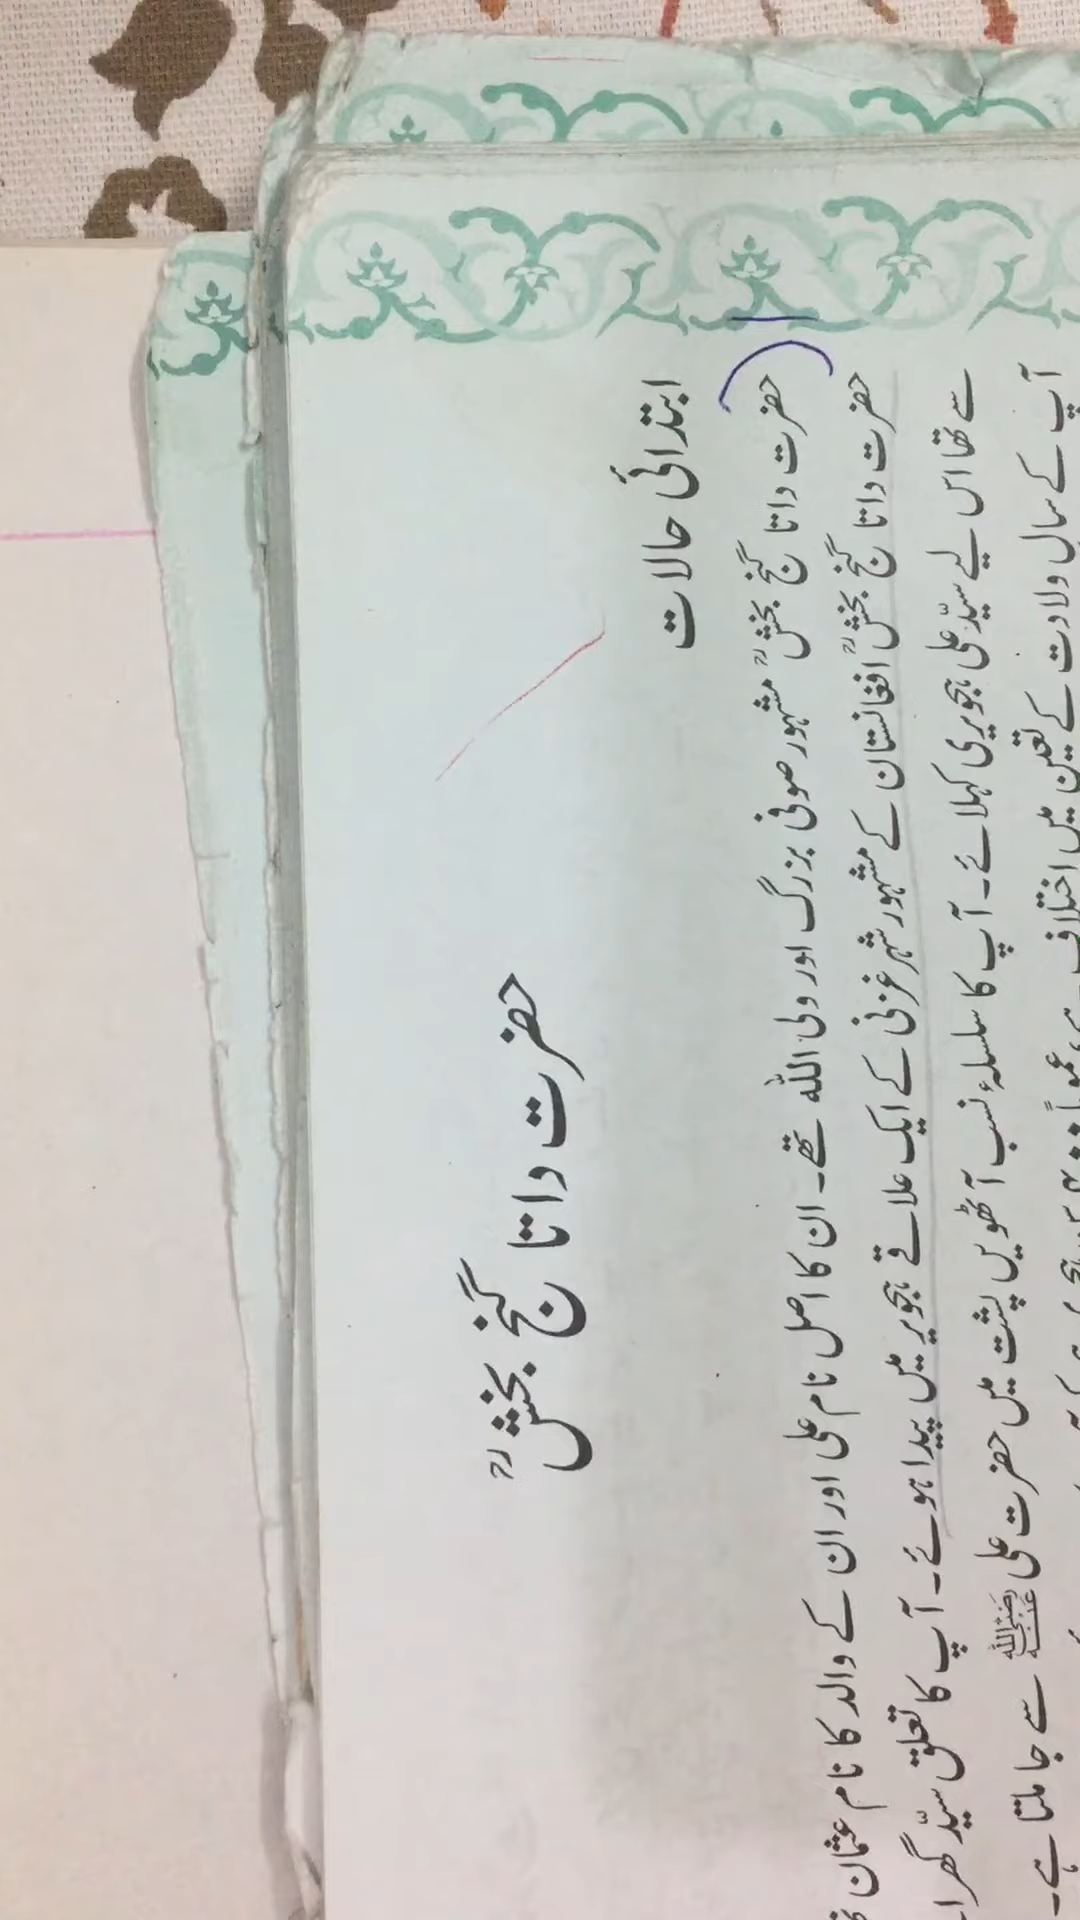 حضرت داتا گنج بخشؒ
ابتدائی حالات
حضرت داتا گنج بخشؒ مشہور صوفی بزرگ اور ولی اللہ تھے۔ ان کا اصل نام علی اور ان کے والد کا نام عثمان
حضرت داتا گنج بخشؒ افغانستان کے مشہور شہر غزنی کے ایک علاقے ہجویر میں پیدا ہوئے۔ آپ کا تعلق سیّد
سے تھا اس لیے سیّد علی ہجویری کہلائے۔ آپ کا سلسلۂ نسب آٹھویں پشت میں حضرت علی رضی اللہ عنہ سے جا ملتا ہے۔
آپ کے سال ولادت کے تعین میں اختلاف